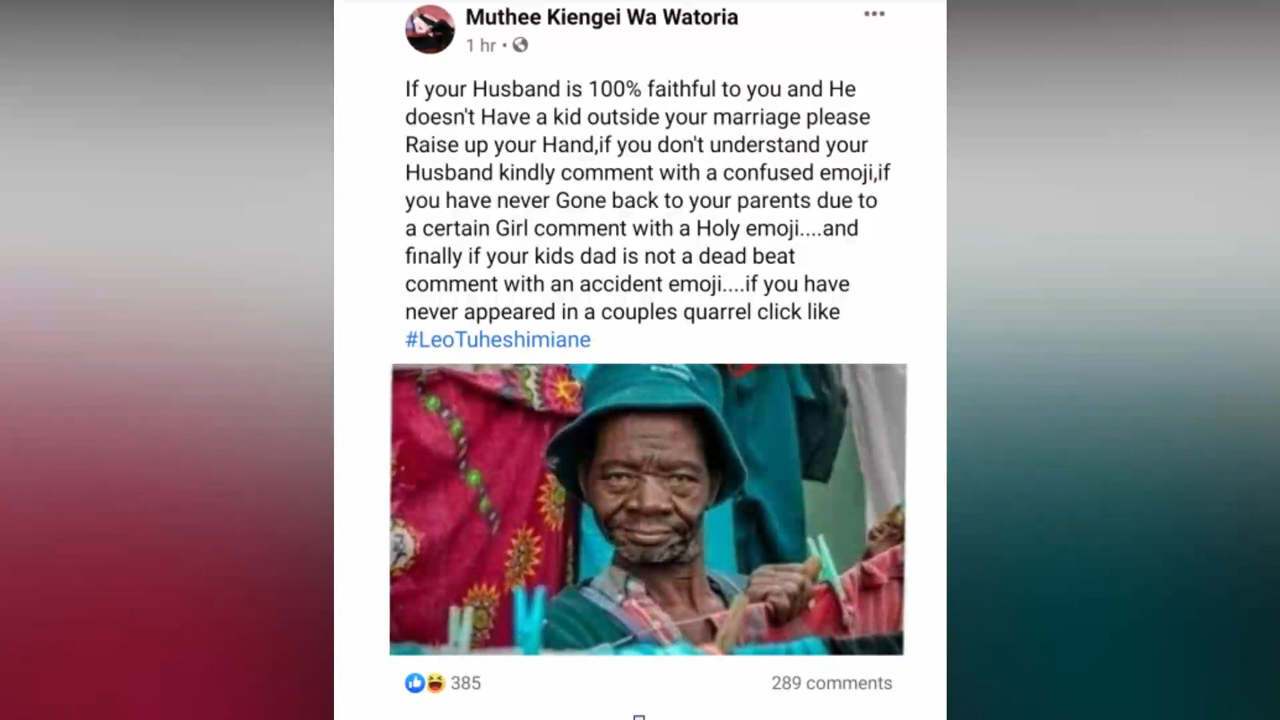 Muthee Kiengei Wa Watoria
1 hr •
If your Husband is 100% faithful to you and He
doesn't Have a kid outside your marriage please
Raise up your Hand,if you don't understand your
Husband kindly comment with a confused emoji,if
you have never Gone back to your parents due to
a certain Girl comment with a Holy emoji....and
finally if your kids dad is not a dead beat
comment with an accident emoji....if you have
never appeared in a couples quarrel click like
#LeoTuheshimiane
385
289 comments